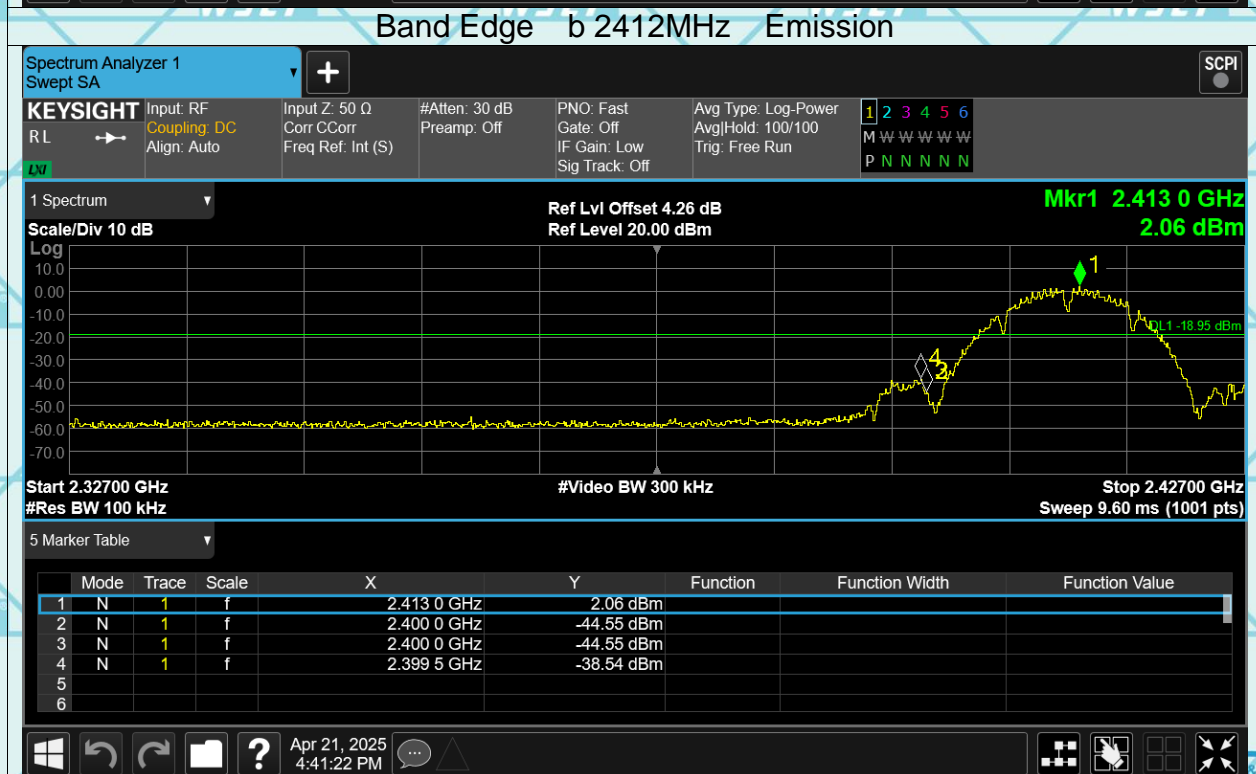 Band Edge b 2412MHz Emission
Spectrum Analyzer 1
Swept SA
SCPI
KEYSIGHT Input: RF Input Z: 50 Ω #Atten: 30 dB PNO: Fast Avg Type: Log-Power 1 2 3 4 5 6
RL Coupling: DC Corr CCorr Preamp: Off Gate: Off Avg|Hold: 100/100 M W W W W W
Align: Auto Freq Ref: Int (S) IF Gain: Low Trig: Free Run
LXI Sig Track: Off P N N N N N
1 Spectrum Ref Lvl Offset 4.26 dB Mkr1 2.413 0 GHz
Scale/Div 10 dB Ref Level 20.00 dBm 2.06 dBm
Log
10.0
0.00
-10.0
-20.0
-30.0
-40.0
-50.0
-60.0
-70.0
1
DL1 -18.95 dBm
4
Start 2.32700 GHz #Video BW 300 kHz Stop 2.42700 GHz
#Res BW 100 kHz Sweep 9.60 ms (1001 pts)
5 Marker Table
Mode Trace Scale X Y Function Function Width Function Value
1 N 1 f 2.413 0 GHz 2.06 dBm
2 N 1 f 2.400 0 GHz -44.55 dBm
3 N 1 f 2.400 0 GHz -44.55 dBm
4 N 1 f 2.399 5 GHz -38.54 dBm
5
6
Apr 21, 2025
4:41:22 PM